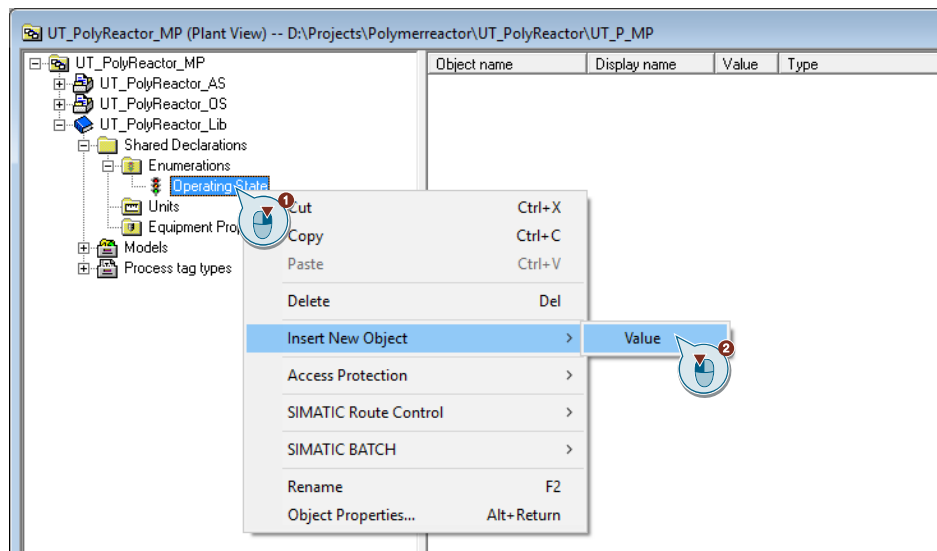 UT_PolyReactor_MP (Plant View) -- D:\Projects\Polymerreactor\UT_PolyReactor\UT_P_MP
UT_PolyReactor_MP
UT_PolyReactor_AS
UT_PolyReactor_OS
UT_PolyReactor_Lib
Shared Declarations
Enumerations
Operating State
Units
Equipment Pro
Models
Process tag types
Object name Display name Value Type
1
Cut Ctrl+X
Copy Ctrl+C
Paste Ctrl+V
Delete Del
Insert New Object >
Value
2
Access Protection >
SIMATIC Route Control >
SIMATIC BATCH >
Rename F2
Object Properties... Alt+Return